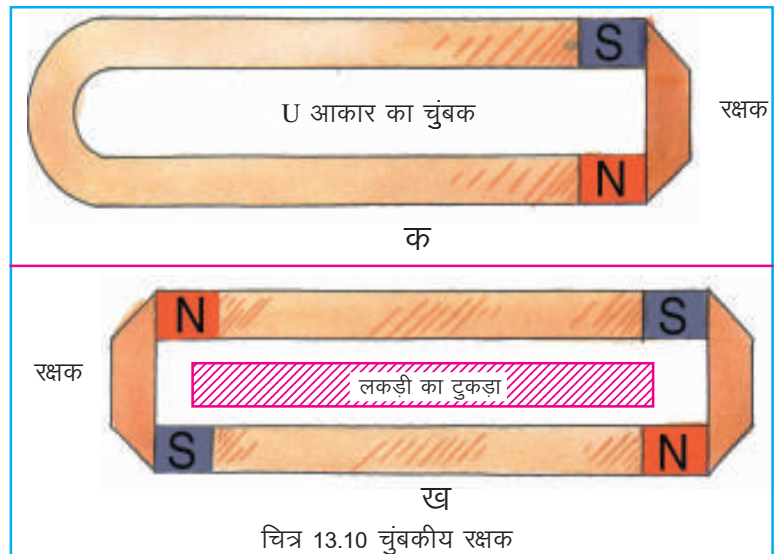 S
U आकार का चुंबक
रक्षक
N
क
N
S
रक्षक
लकड़ी का टुकड़ा
S
N
ख
चित्र 13.10 चुंबकीय रक्षक